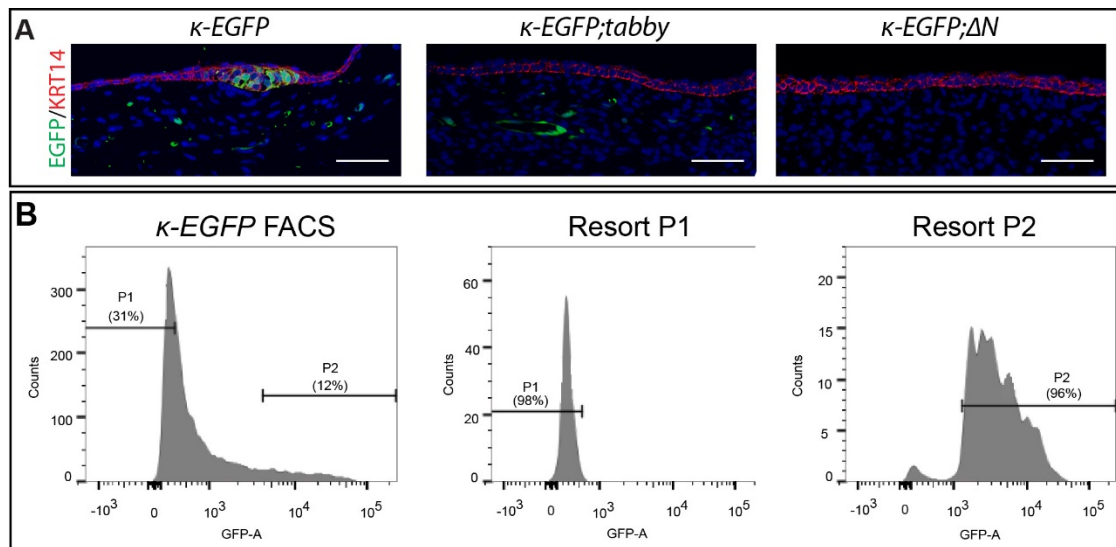 A
κ-EGFP
κ-EGFP;tabby
κ-EGFP;ΔN
EGFP/KRT14
B
κ-EGFP FACS
Resort P1
Resort P2
300
200
100
0
Counts
P1
(31%)
P2
(12%)
-10³ 0 10³ 10⁴ 10⁵
GFP-A
60
40
20
0
Counts
P1
(98%)
-10³ 0 10³ 10⁴ 10⁵
GFP-A
20
15
10
5
0
Counts
P2
(96%)
-10³ 0 10³ 10⁴ 10⁵
GFP-A